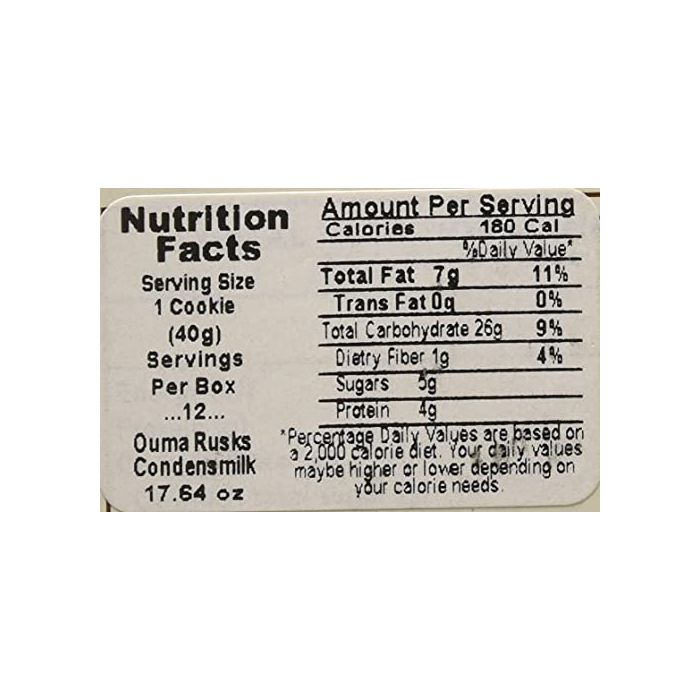 Nutrition
Facts
Serving Size
1 Cookie
(40g)
Servings
Per Box
...12...
Ouma Rusks
Condensmilk
17.64 oz
Amount Per Serving
Calories 180 Cal
%Daily Value*
Total Fat 7g 11%
Trans Fat 0g 0%
Total Carbohydrate 26g 9%
Dietry Fiber 1g 4%
Sugars 5g
Protein 4g
*Percentage Daily Values are based on
a 2,000 calorie diet. Your daily values
maybe higher or lower depending on
your calorie needs.